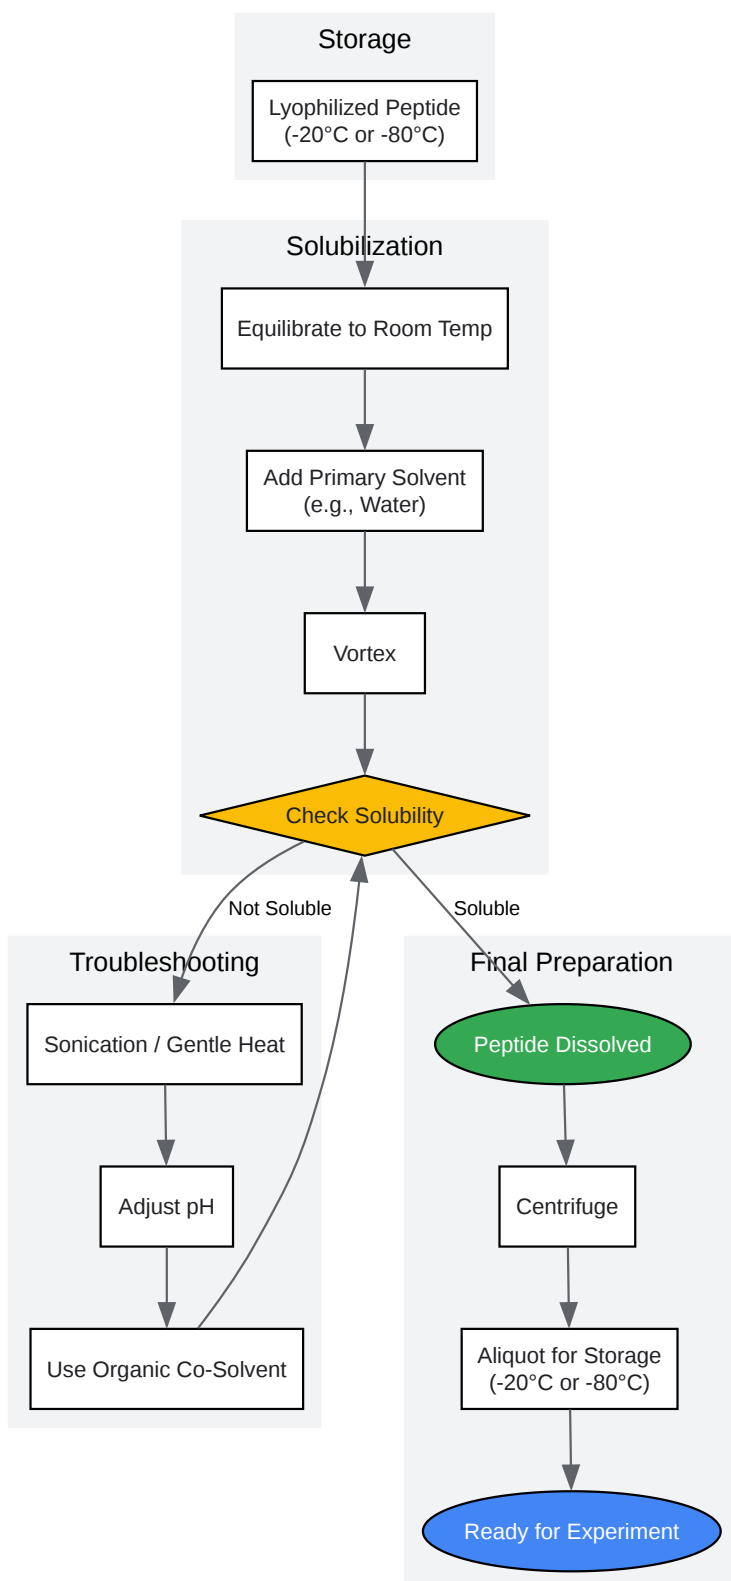 Storage
Lyophilized Peptide
(-20°C or -80°C)
Solubilization
Equilibrate to Room Temp
Add Primary Solvent
(e.g., Water)
Vortex
Check Solubility
Not Soluble
Soluble
Troubleshooting
Sonication / Gentle Heat
Adjust pH
Use Organic Co-Solvent
Final Preparation
Peptide Dissolved
Centrifuge
Aliquot for Storage
(-20°C or -80°C)
Ready for Experiment